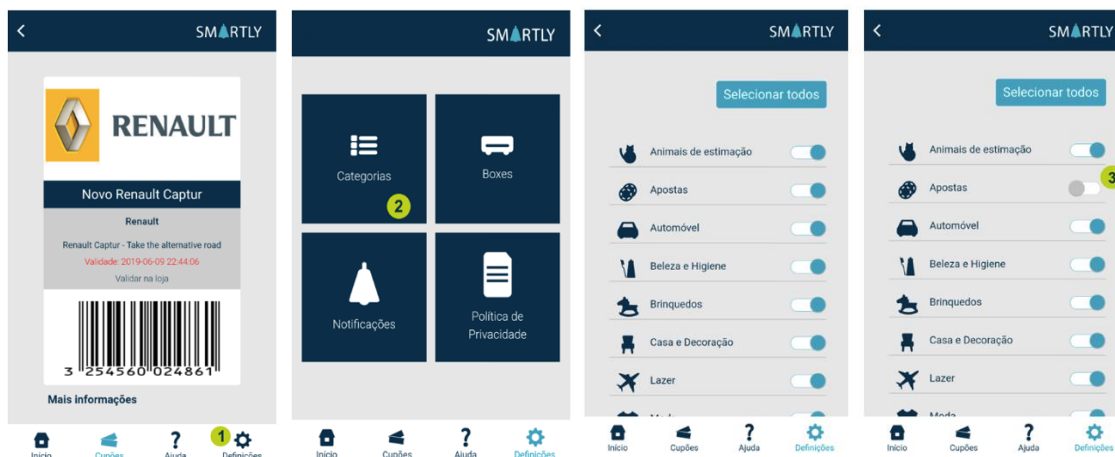 SMARTLY
RENAULT
Novo Renault Captur
Renault
Renault Captur - Take the alternative road
Validade: 2019-06-09 22:44:06
Validar na loja
3 254560 024861
Mais informações
Início
Cupões
Ajuda
1
Definições
SMARTLY
Categorias
2
Boxes
Notificações
Política de
Privacidade
Início
Cupões
Ajuda
Definições
SMARTLY
Selecionar todos
Animais de estimação
Apostas
Automóvel
Beleza e Higiene
Brinquedos
Casa e Decoração
Lazer
Moda
Início
Cupões
Ajuda
Definições
SMARTLY
Selecionar todos
Animais de estimação
Apostas
3
Automóvel
Beleza e Higiene
Brinquedos
Casa e Decoração
Lazer
Moda
Início
Cupões
Ajuda
Definições